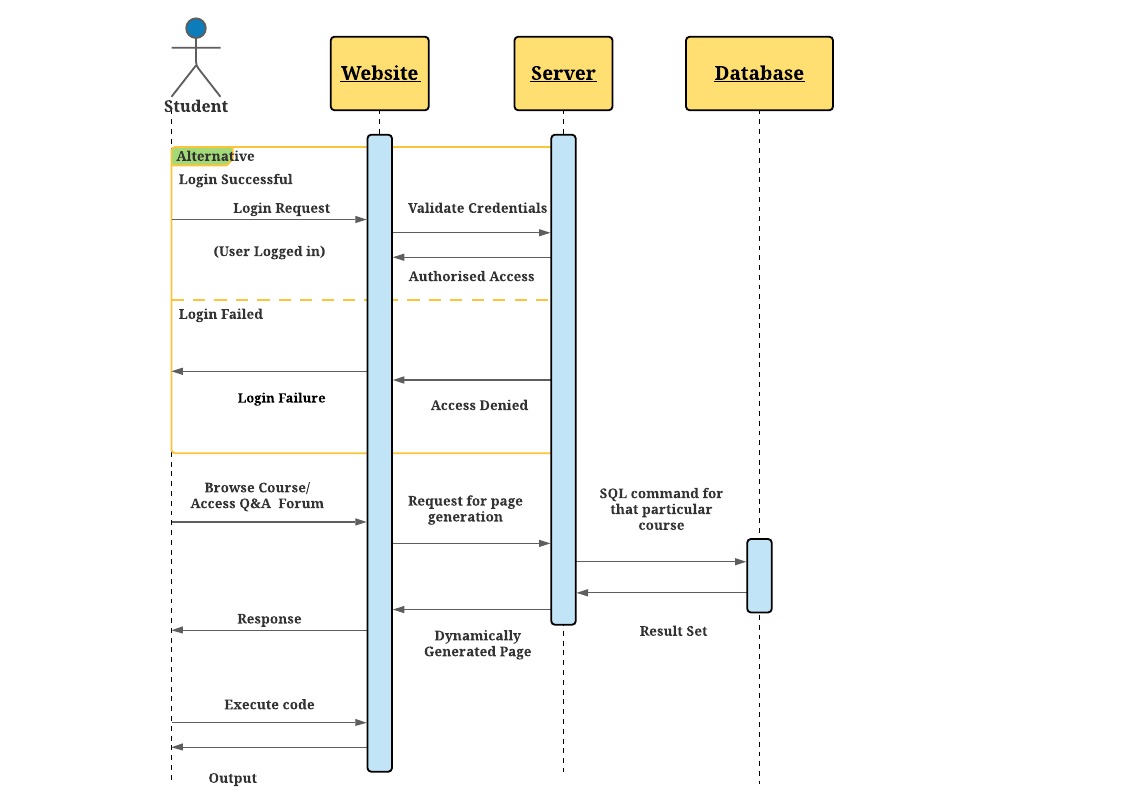 Student
Website
Server
Database
Alternative
Login Successful
Login Request
Validate Credentials
(User Logged in)
Authorised Access
Login Failed
Login Failure
Access Denied
Browse Course/
Access Q&A Forum
Request for page
generation
SQL command for
that particular
course
Response
Dynamically
Generated Page
Result Set
Execute code
Output